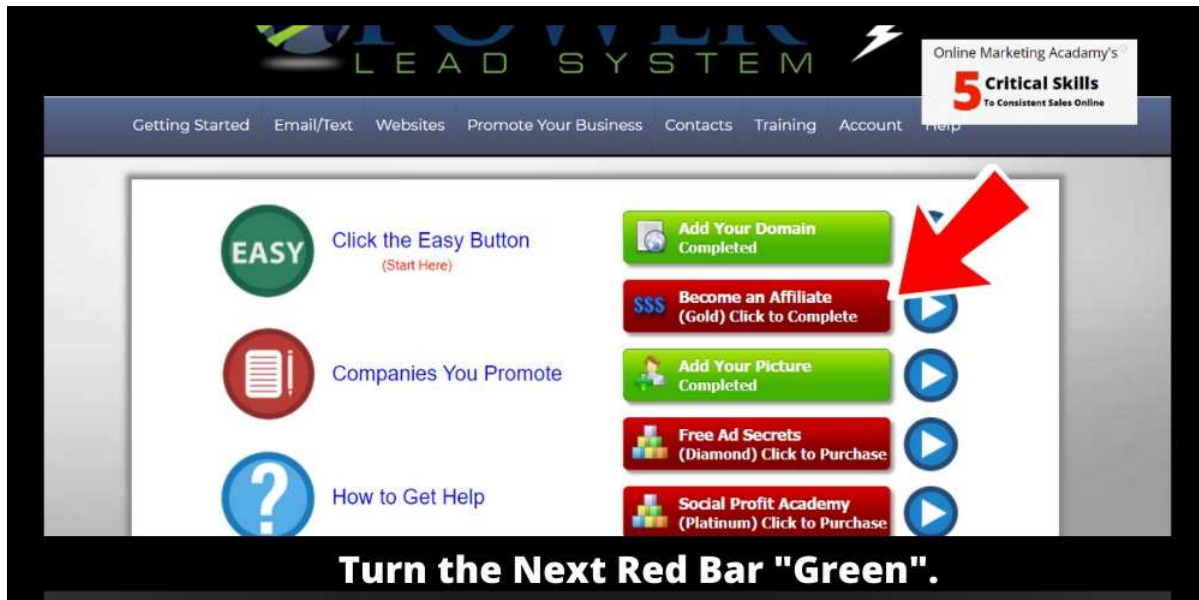 POWER
LEAD SYSTEM
Online Marketing Acadamy's
5 Critical Skills
To Consistent Sales Online
Getting Started Email/Text Websites Promote Your Business Contacts Training Account Help
EASY
Click the Easy Button
(Start Here)
Add Your Domain
Completed
$$$ Become an Affiliate
(Gold) Click to Complete
Companies You Promote
Add Your Picture
Completed
Free Ad Secrets
(Diamond) Click to Purchase
?
How to Get Help
Social Profit Academy
(Platinum) Click to Purchase
Turn the Next Red Bar "Green".